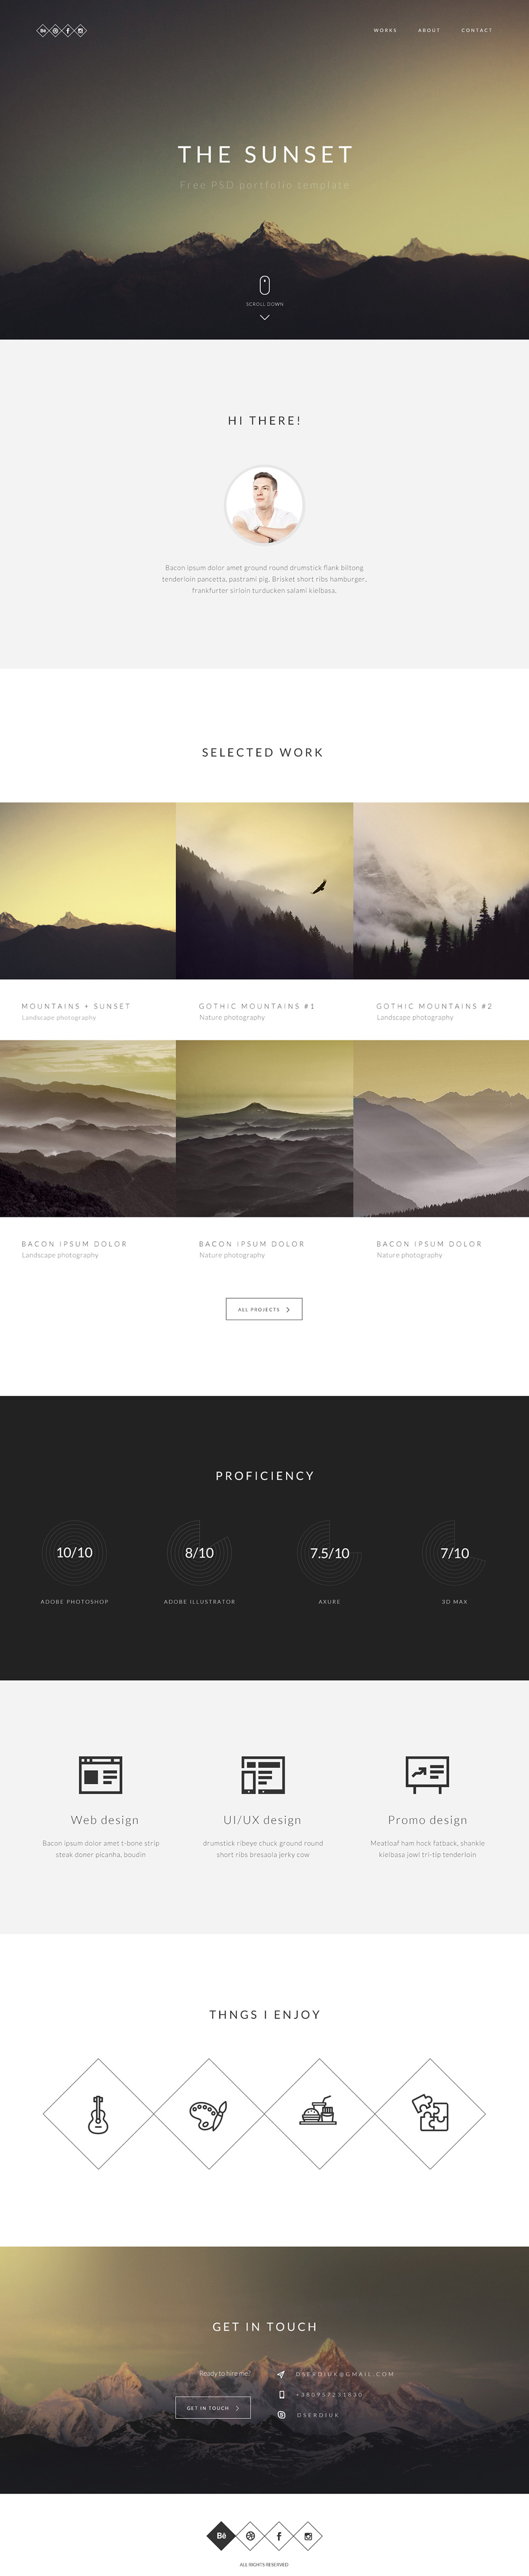 Bē
WORKS ABOUT CONTACT
THE SUNSET
Free PSD portfolio template
SCROLL DOWN
HI THERE!
Bacon ipsum dolor amet ground round drumstick flank biltong
tenderloin pancetta, pastrami pig. Brisket short ribs hamburger,
frankfurter sirloin turducken salami kielbasa.
SELECTED WORK
MOUNTAINS + SUNSET
Landscape photography
GOTHIC MOUNTAINS #1
Nature photography
GOTHIC MOUNTAINS #2
Landscape photography
BACON IPSUM DOLOR
Landscape photography
BACON IPSUM DOLOR
Nature photography
BACON IPSUM DOLOR
Nature photography
ALL PROJECTS
PROFICIENCY
10/10
ADOBE PHOTOSHOP
8/10
ADOBE ILLUSTRATOR
7.5/10
AXURE
7/10
3D MAX
Web design
Bacon ipsum dolor amet t-bone strip
steak doner picanha, boudin
UI/UX design
drumstick ribeye chuck ground round
short ribs bresaola jerky cow
Promo design
Meatloaf ham hock fatback, shankle
kielbasa jowl tri-tip tenderloin
THNGS I ENJOY
GET IN TOUCH
Ready to hire me?
GET IN TOUCH
DSERDIUK@GMAIL.COM
+380957231830
DSERDIUK
Bē
ALL RIGHTS RESERVED